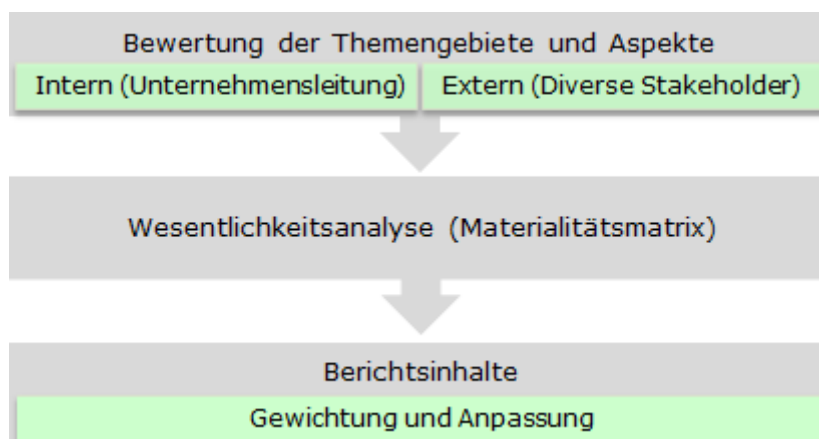 Bewertung der Themengebiete und Aspekte
Intern (Unternehmensleitung)
Extern (Diverse Stakeholder)
Wesentlichkeitsanalyse (Materialitätsmatrix)
Berichtsinhalte
Gewichtung und Anpassung